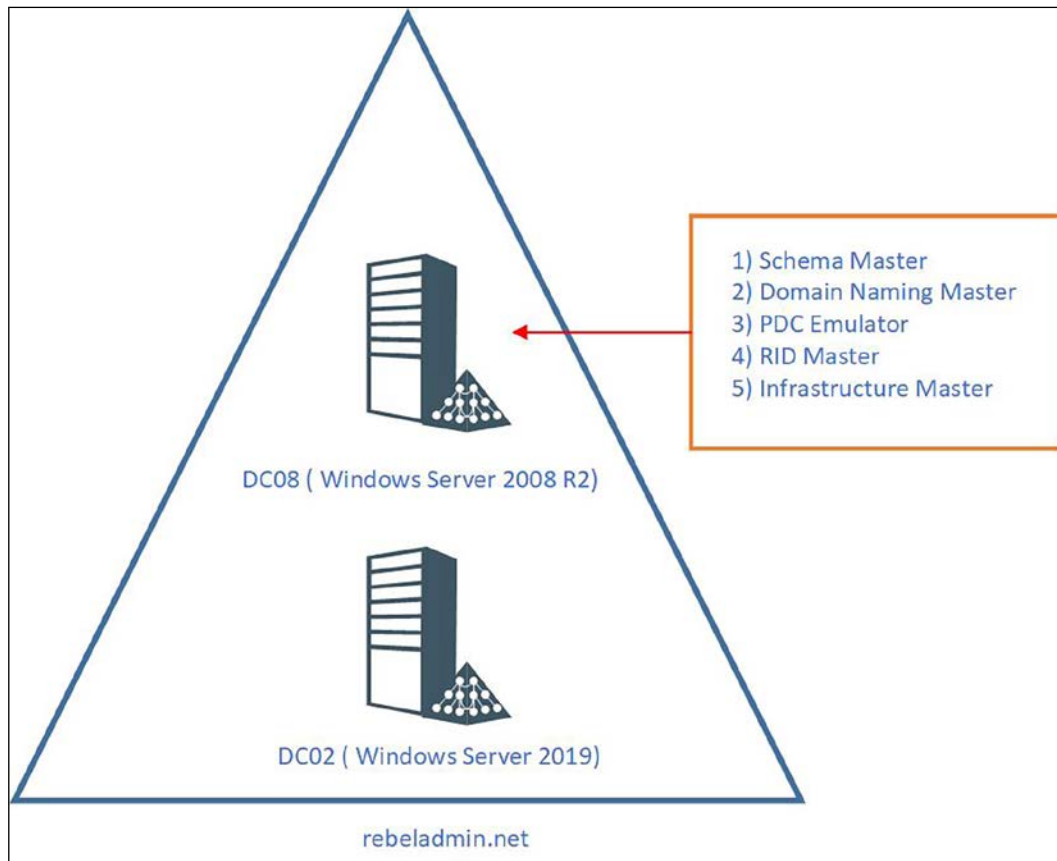 1) Schema Master
2) Domain Naming Master
3) PDC Emulator
4) RID Master
5) Infrastructure Master
DC08 ( Windows Server 2008 R2)
DC02 ( Windows Server 2019)
rebeladmin.net